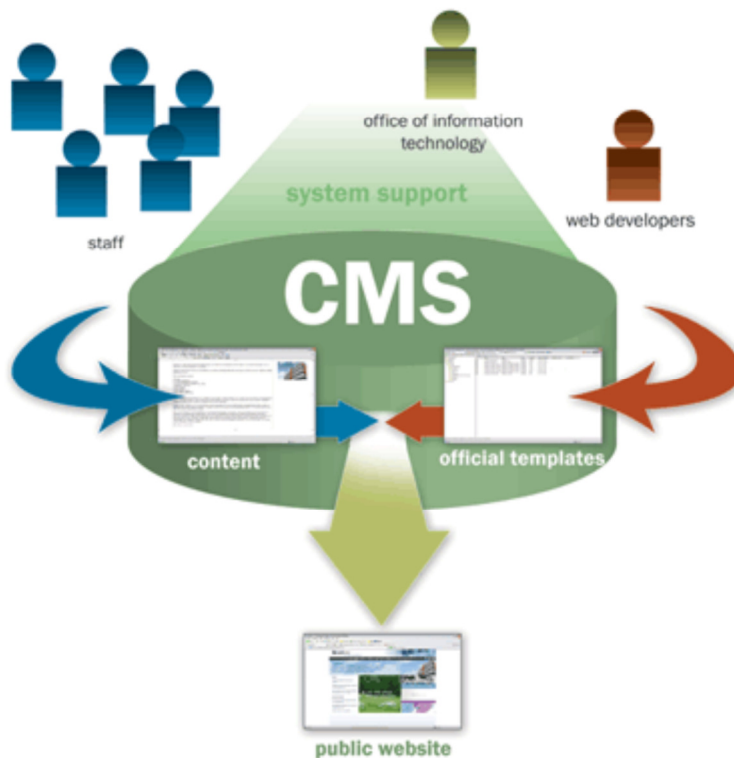 office of information
technology
system support
staff
web developers
CMS
content
official templates
public website